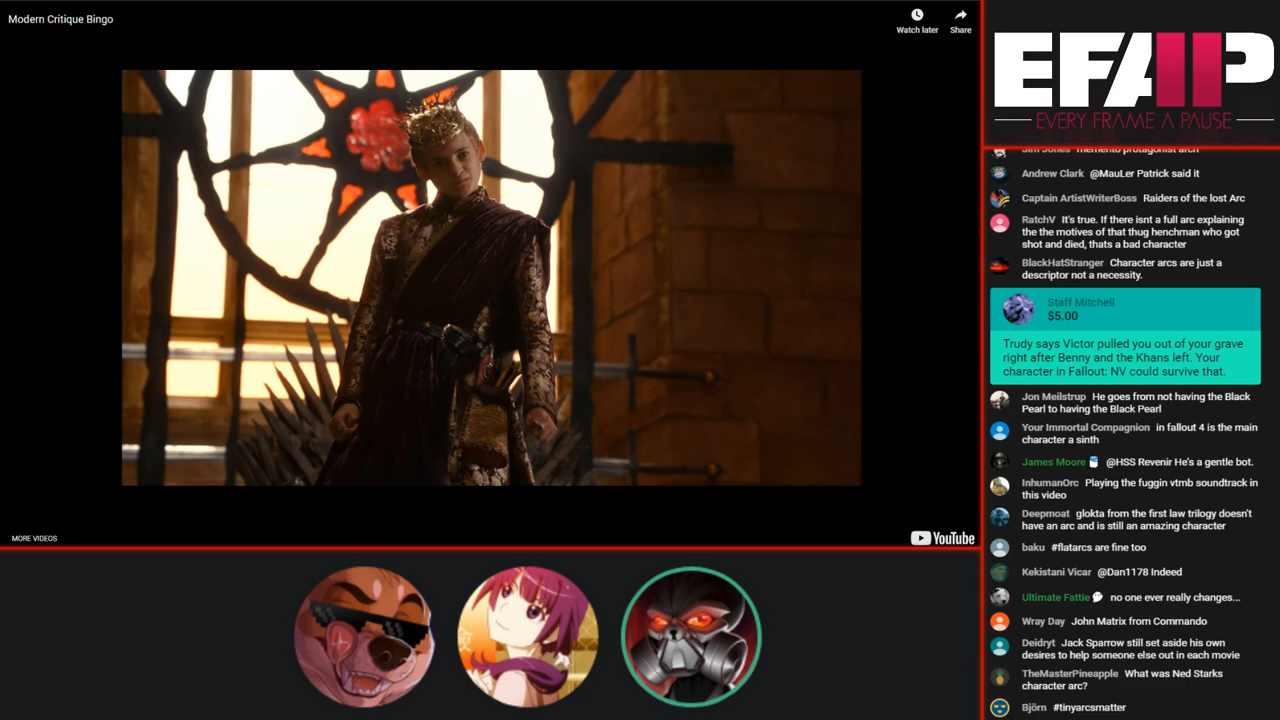 Modern Critique Bingo
Watch later
Share
MORE VIDEOS
YouTube
EFAP
EVERY FRAME A PAUSE
Jim Jones memento protagonist arch
Andrew Clark @MauLer Patrick said it
Captain ArtistWriterBoss Raiders of the lost Arc
RatchV It's true. If there isnt a full arc explaining
the the motives of that thug henchman who got
shot and died, thats a bad character
BlackHatStranger Character arcs are just a
descriptor not a necessity.
Staff Mitchell
$5.00
Trudy says Victor pulled you out of your grave
right after Benny and the Khans left. Your
character in Fallout: NV could survive that.
Jon Meilstrup He goes from not having the Black
Pearl to having the Black Pearl
Your Immortal Compagnion in fallout 4 is the main
character a sinth
James Moore @HSS Revenir He's a gentle bot.
InhumanOrc Playing the fuggin vtmb soundtrack in
this video
Deepmoat glokta from the first law trilogy doesn't
have an arc and is still an amazing character
baku #flatarcs are fine too
Kekistani Vicar @Dan1178 Indeed
Ultimate Fattie no one ever really changes...
Wray Day John Matrix from Commando
Deidryt Jack Sparrow still set aside his own
desires to help someone else out in each movie
TheMasterPineapple What was Ned Starks
character arc?
Björn #tinyarcsmatter